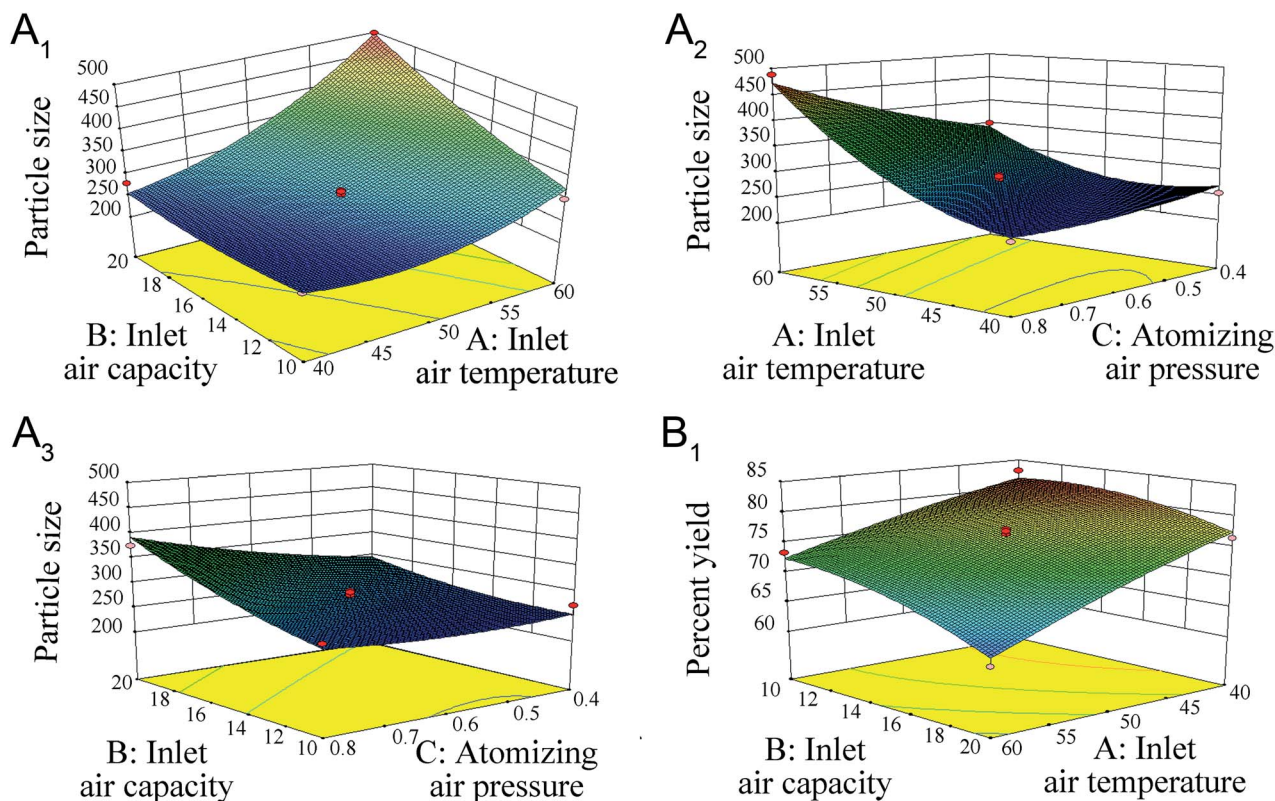 A1
500
450
400
350
300
250
200
Particle size
20
18
16
14
12
10
B: Inlet
air capacity
40
45
50
55
60
A: Inlet
air temperature
A2
500
450
400
350
300
250
200
Particle size
60
55
50
45
40
A: Inlet
air temperature
0.8
0.7
0.6
0.5
0.4
C: Atomizing
air pressure
A3
500
450
400
350
300
250
200
Particle size
20
18
16
14
12
10
B: Inlet
air capacity
0.8
0.7
0.6
0.5
0.4
C: Atomizing
air pressure
B1
85
80
75
70
65
60
Percent yield
10
12
14
16
18
20
B: Inlet
air capacity
60
55
50
45
40
A: Inlet
air temperature